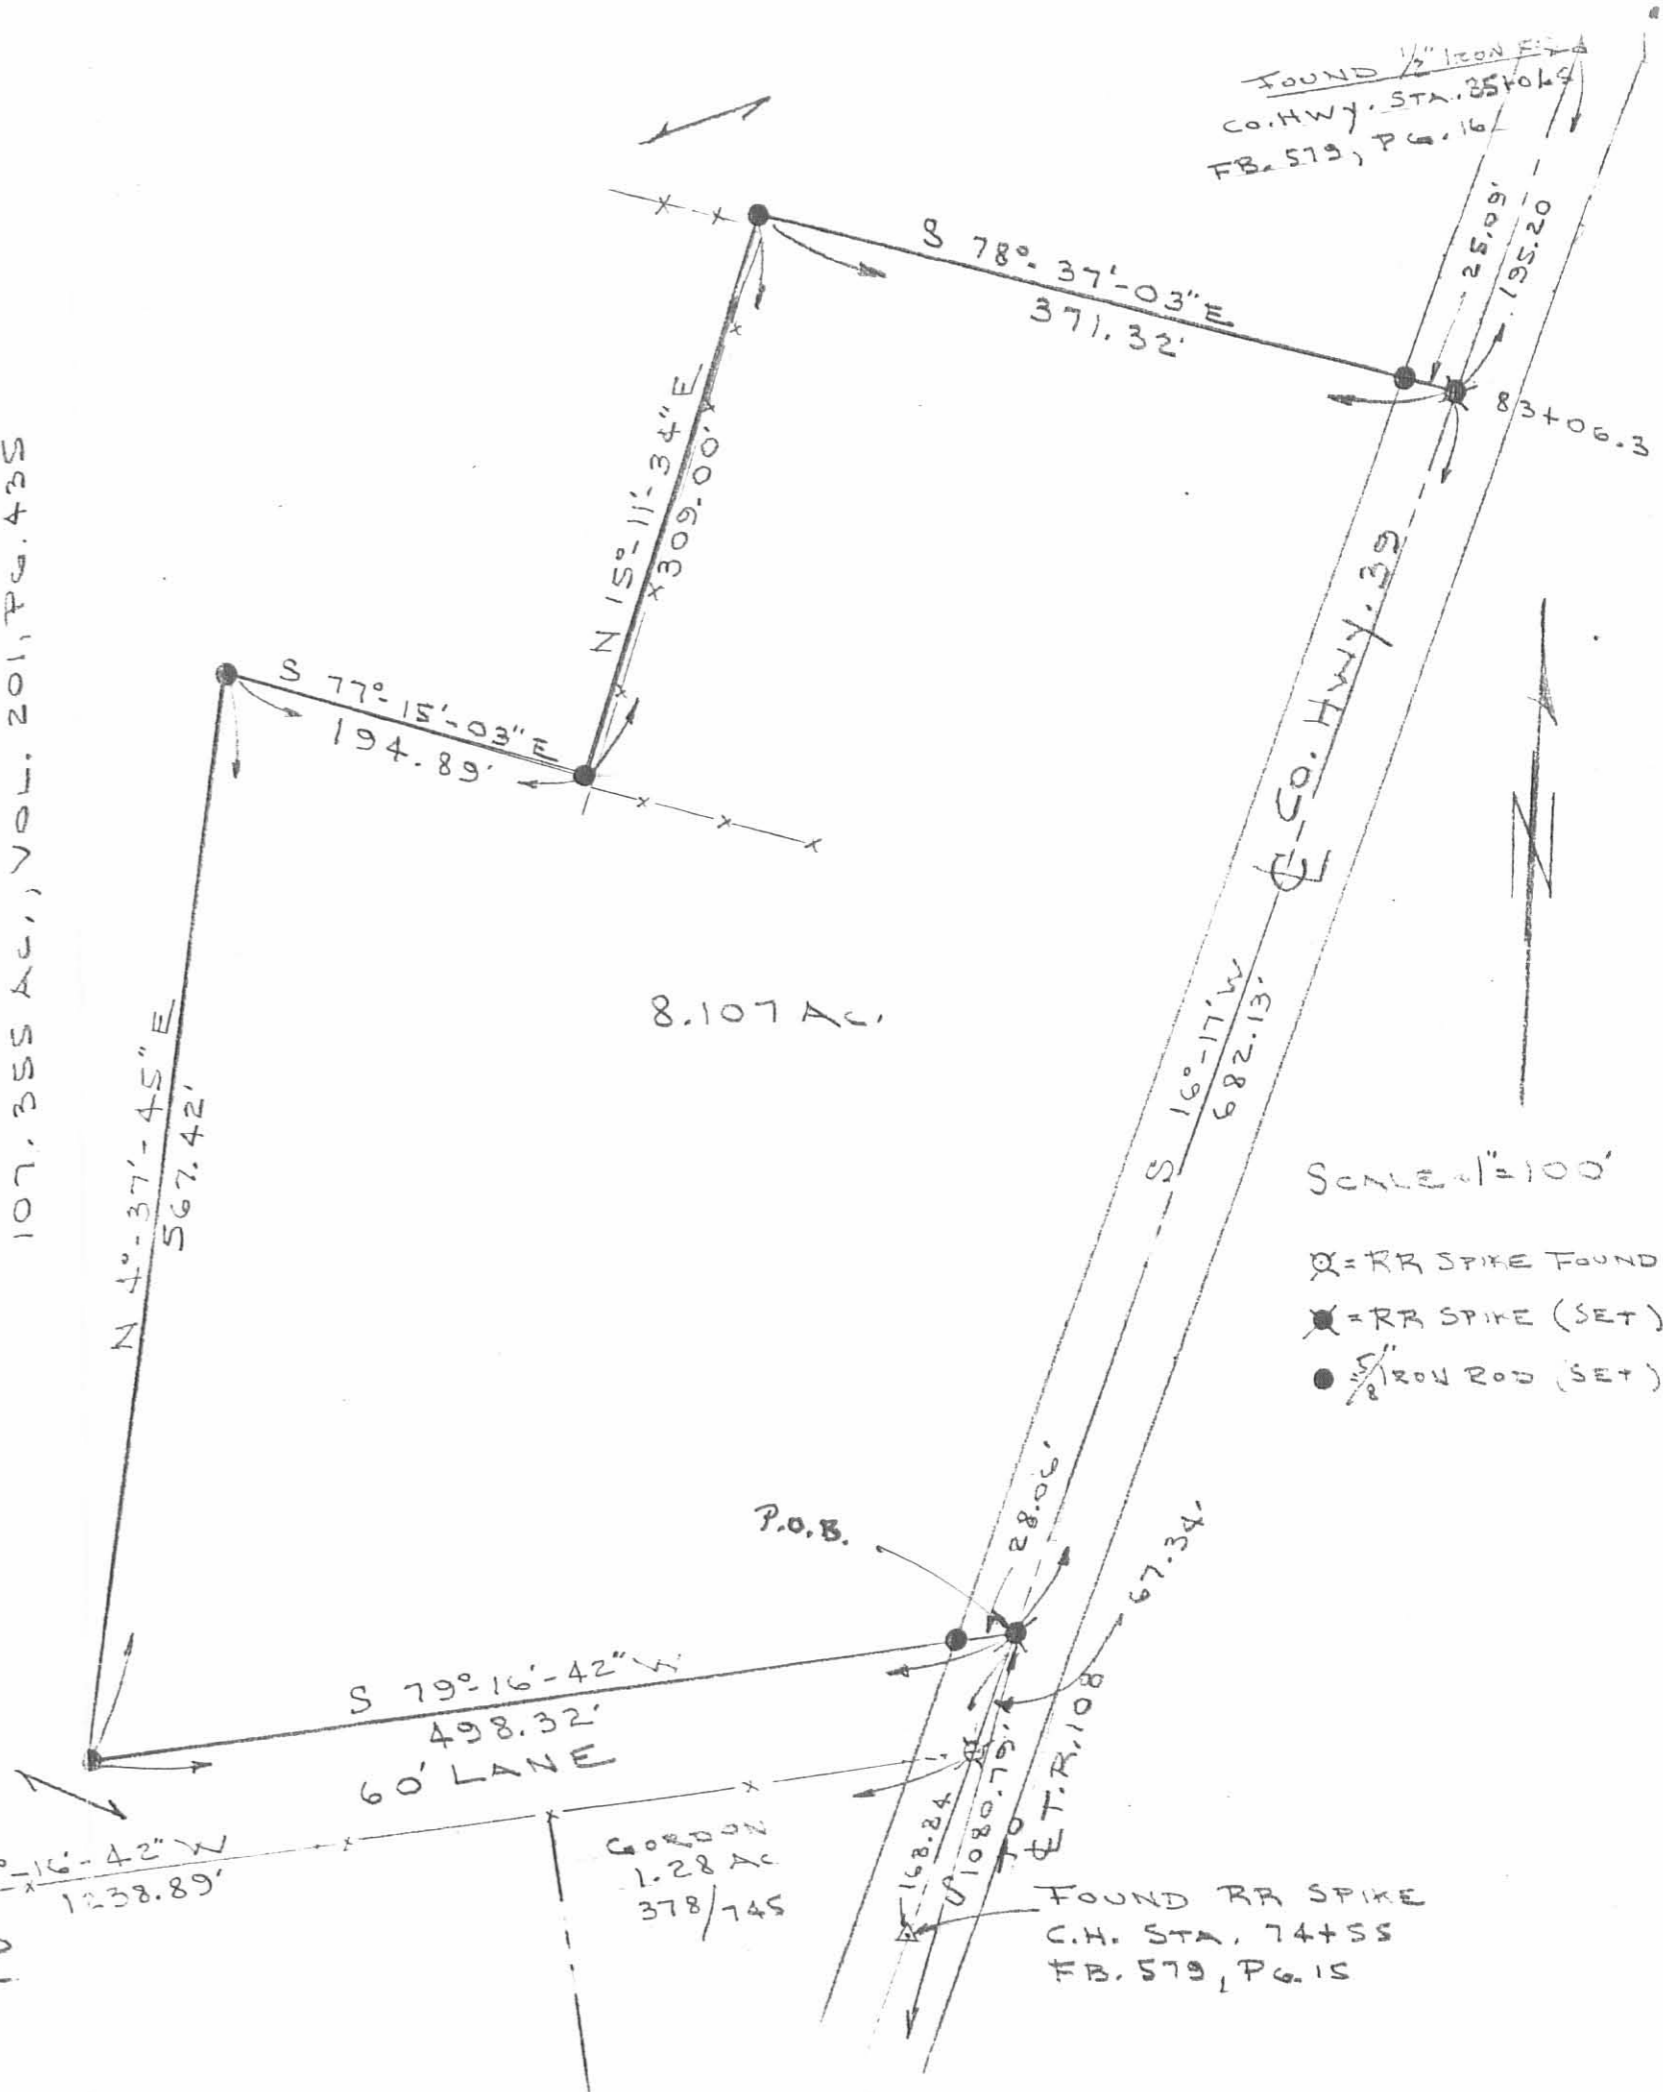 FOUND 1/2" IRON
CO. HWY. STA.
FB. 579, PG. 16
25.09'
195.20
S 78°-37'-03" E
371.32'
83+06.3
N 15°-11'-34" E
309.00'
107.355 AC., VOL. 201, PG. 435
S 77°-15'-03" E
194.89'
℄ Co. Hwy. 39
N
8.107 Ac.
S 16°-17' W
682.13'
N 4°-37'-45" E
567.42'
SCALE 1"=100'
= RR SPIKE FOUND
= RR SPIKE (SET)
5/8" IRON ROD (SET)
28.06'
P.O.B.
67.34'
S 79°-16'-42" W
498.32'
60' LANE
°-16'-42" W
1238.89'
GORDON
1.28 Ac
378/745
168.84
S 1080.79'
TO
℄ T.R. 108
FOUND RR SPIKE
C.H. STA. 74+55
FB. 579, PG. 15